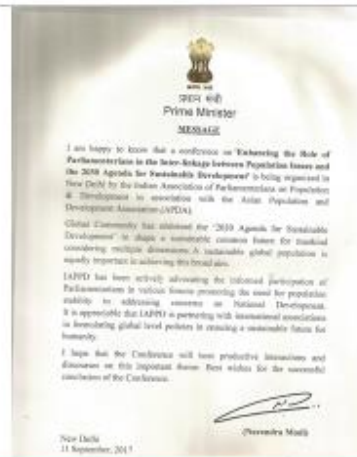 प्रधान मंत्री
Prime Minister
MESSAGE
I am happy to know that a conference on 'Enhancing the Role of
Parliamenterians in the Inter-linkage between Population Issues and
the 2030 Agenda for Sustainable Development' is being organized in
New Delhi by the Indian Association of Parliamentarians on Population
& Development in association with the Asian Population and
Development Association (APDA).
Global Community has endorsed the "2030 Agenda for Sustainable
Development" to shape a sustainable common future for mankind
considering multiple dimensions. A sustainable global population is
equally important in achieving this broad aim.
IAPPD has been actively advocating the informed participation of
Parliamentarians in various forums promoting the need for population
stability to addressing concerns on National Development.
It is appreciable that IAPPD is partnering with international associations
in formulating global level policies in ensuring a sustainable future for
humanity.
I hope that the Conference will host productive interactions and
discourses on this important theme. Best wishes for the successful
conclusion of the Conference.
(Narendra Modi)
New Delhi
11 September, 2017